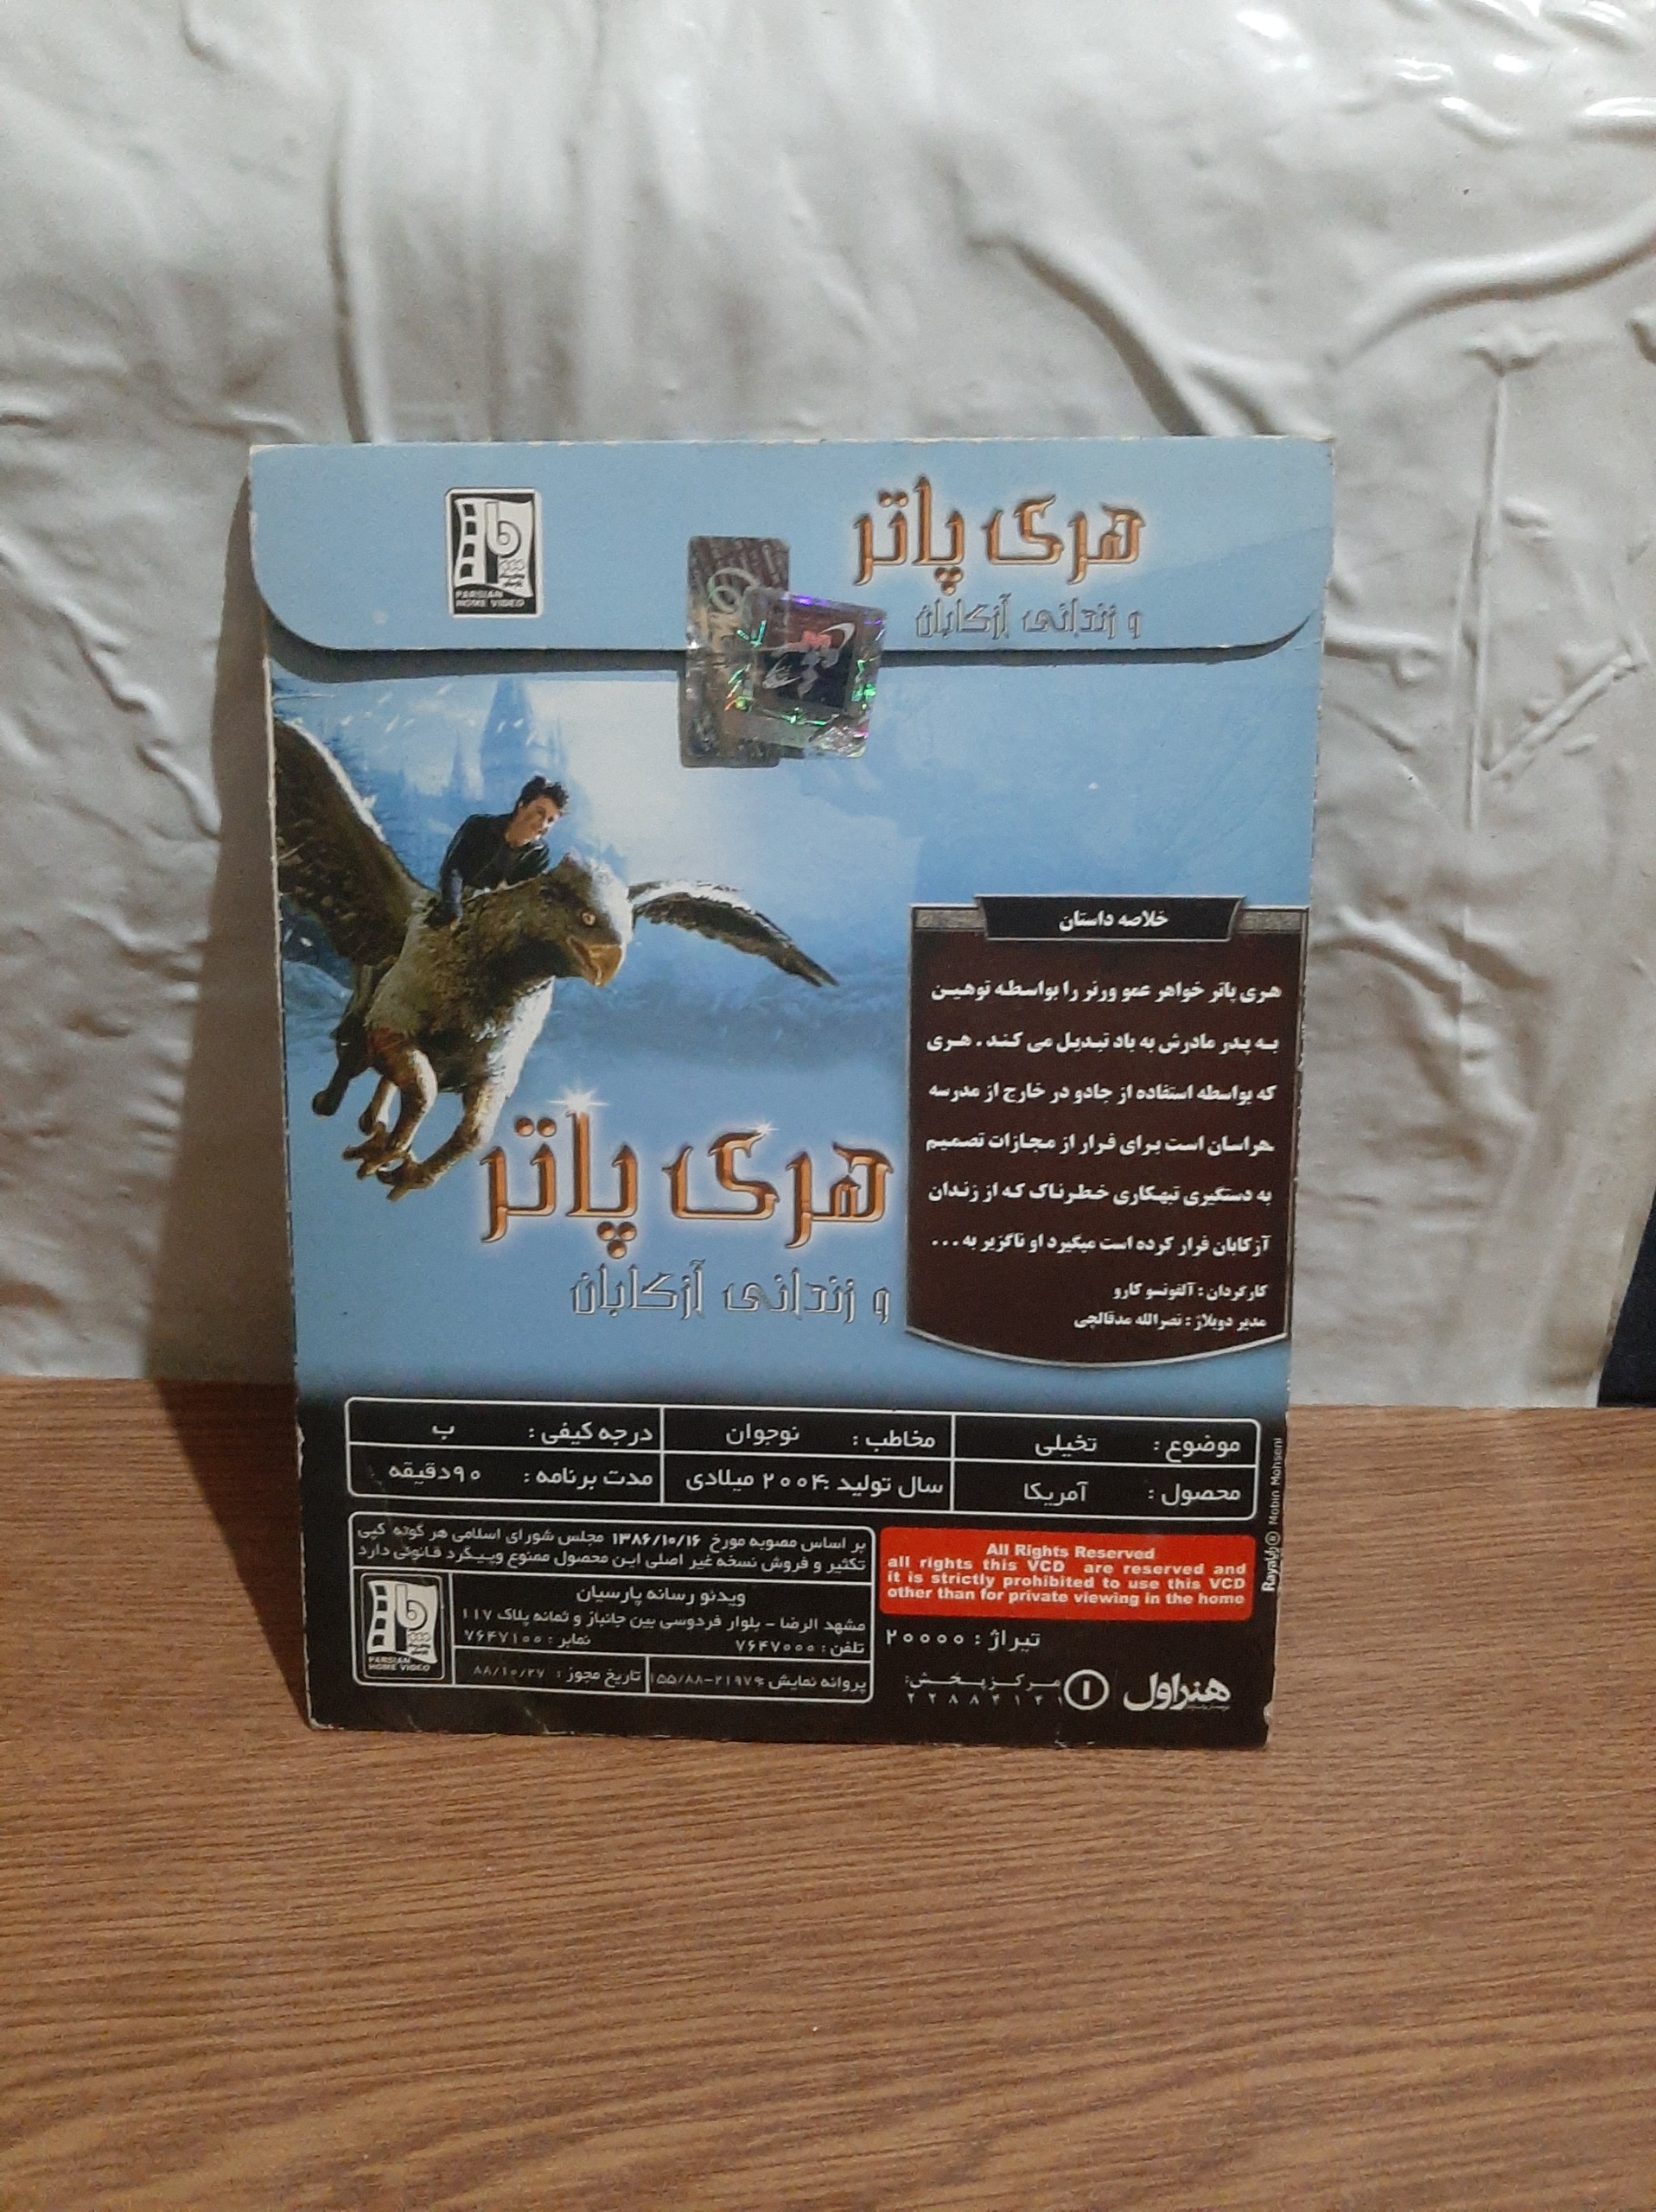 هری پاتر
و زندانی آزکابان
PARSIAN
HOME VIDEO
خلاصه داستان
هری پاتر خواهر عمو ورنر را بواسطه توهین
به پدر مادرش به باد تبدیل می کند . هری
که بواسطه استفاده از جادو در خارج از مدرسه
هراسان است برای فرار از مجازات تصمیم
به دستگیری تبهکاری خطرناک که از زندان
آزکابان فرار کرده است میگیرد او ناگزیر به ...
کارگردان : آلفونسو کارو
مدیر دوبلاژ : نصرالله مدقالچی
هری پاتر
و زندانی آزکابان
موضوع : تخیلی مخاطب : نوجوان درجه کیفی : ب
محصول : آمریکا سال تولید :۲۰۰۴ میلادی مدت برنامه : ۹۰دقیقه
Rayaیار ® Mobin Mohseni
All Rights Reserved
all rights this VCD are reserved and
it is strictly prohibited to use this VCD
other than for private viewing in the home
تیراژ : ۲۰۰۰۰
هنر اول
مرکز پخش:
۲۲۸۸۴۱۴۱
بر اساس مصوبه مورخ ۱۳۸۶/۱۰/۱۶ مجلس شورای اسلامی هر گونه کپی
تکثیر و فروش نسخه غیر اصلی این محصول ممنوع وپیگرد قانونی دارد
ویدئو رسانه پارسیان
مشهد الرضا - بلوار فردوسی بین جانباز و ثمانه پلاک ۱۱۷
تلفن : ۷۶۴۷۰۰۰ نمابر : ۷۶۴۷۱۰۰
پروانه نمایش :۱۵۵/۸۸-۲۱۹۷۴ تاریخ مجوز : ۸۸/۱۰/۲۷
PARSIAN
HOME VIDEO